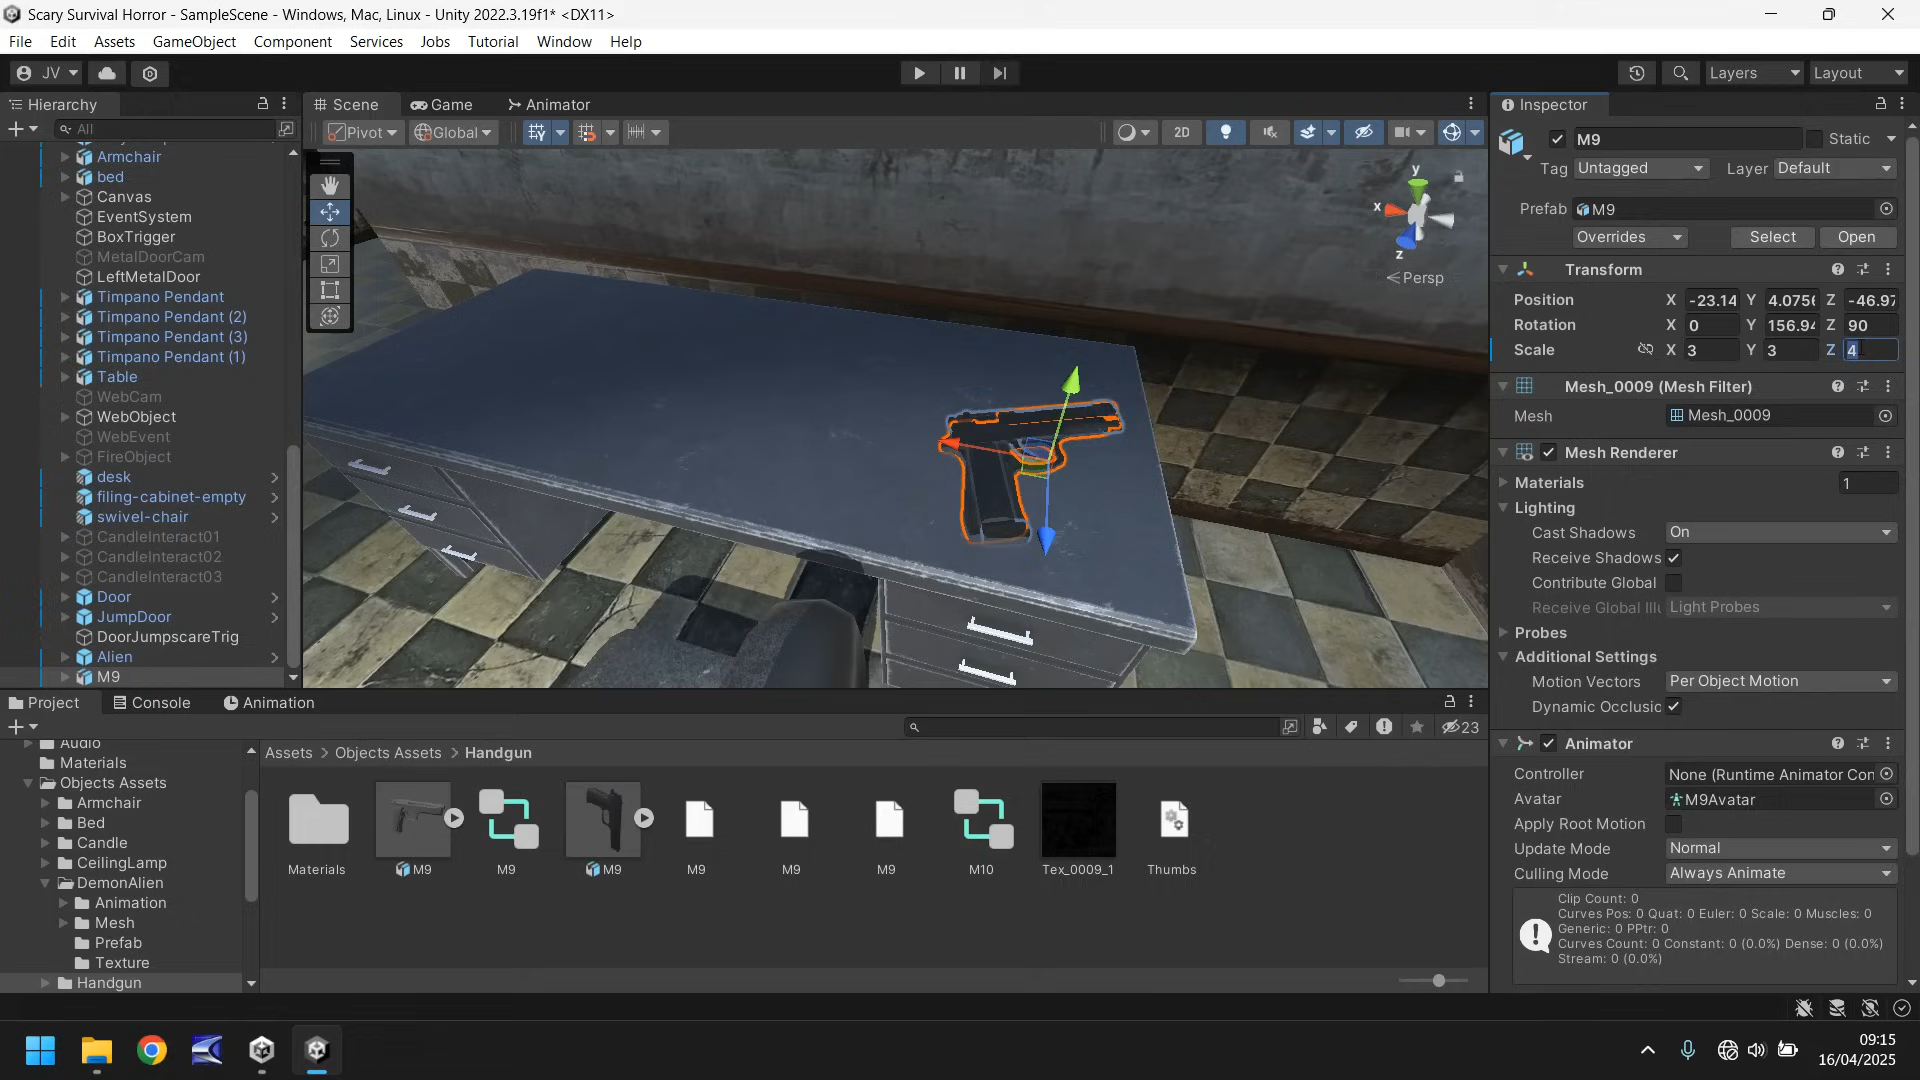 Scary Survival Horror - SampleScene - Windows, Mac, Linux - Unity 2022.3.19f1* <DX11>
File Edit Assets GameObject Component Services Jobs Tutorial Window Help
JV Layers Layout
Hierarchy
All
Armchair
bed
Canvas
EventSystem
BoxTrigger
MetalDoorCam
LeftMetalDoor
Timpano Pendant
Timpano Pendant (2)
Timpano Pendant (3)
Timpano Pendant (1)
Table
WebCam
WebObject
WebEvent
FireObject
desk
filing-cabinet-empty
swivel-chair
CandleInteract01
CandleInteract02
CandleInteract03
Door
JumpDoor
DoorJumpscareTrig
Alien
M9
Scene Game Animator
Pivot Global 2D
y
x
z
Persp
Inspector
M9 Static
Tag Untagged Layer Default
Prefab M9
Overrides Select Open
Transform
Position X -23.14 Y 4.0756 Z -46.97
Rotation X 0 Y 156.94 Z 90
Scale X 3 Y 3 Z 4
Mesh_0009 (Mesh Filter)
Mesh Mesh_0009
Mesh Renderer
Materials 1
Lighting
Cast Shadows On
Receive Shadows
Contribute Global
Receive Global Illu Light Probes
Probes
Additional Settings
Motion Vectors Per Object Motion
Dynamic Occlusic
Animator
Controller None (Runtime Animator Con
Avatar M9Avatar
Apply Root Motion
Update Mode Normal
Culling Mode Always Animate
Clip Count: 0
Curves Pos: 0 Quat: 0 Euler: 0 Scale: 0 Muscles: 0
Generic: 0 PPtr: 0
Curves Count: 0 Constant: 0 (0.0%) Dense: 0 (0.0%)
Stream: 0 (0.0%)
Project Console Animation
23
Audio
Materials
Objects Assets
Armchair
Bed
Candle
CeilingLamp
DemonAlien
Animation
Mesh
Prefab
Texture
Handgun
Assets > Objects Assets > Handgun
Materials M9 M9 M9 M9 M9 M9 M10 Tex_0009_1 Thumbs
09:15
16/04/2025